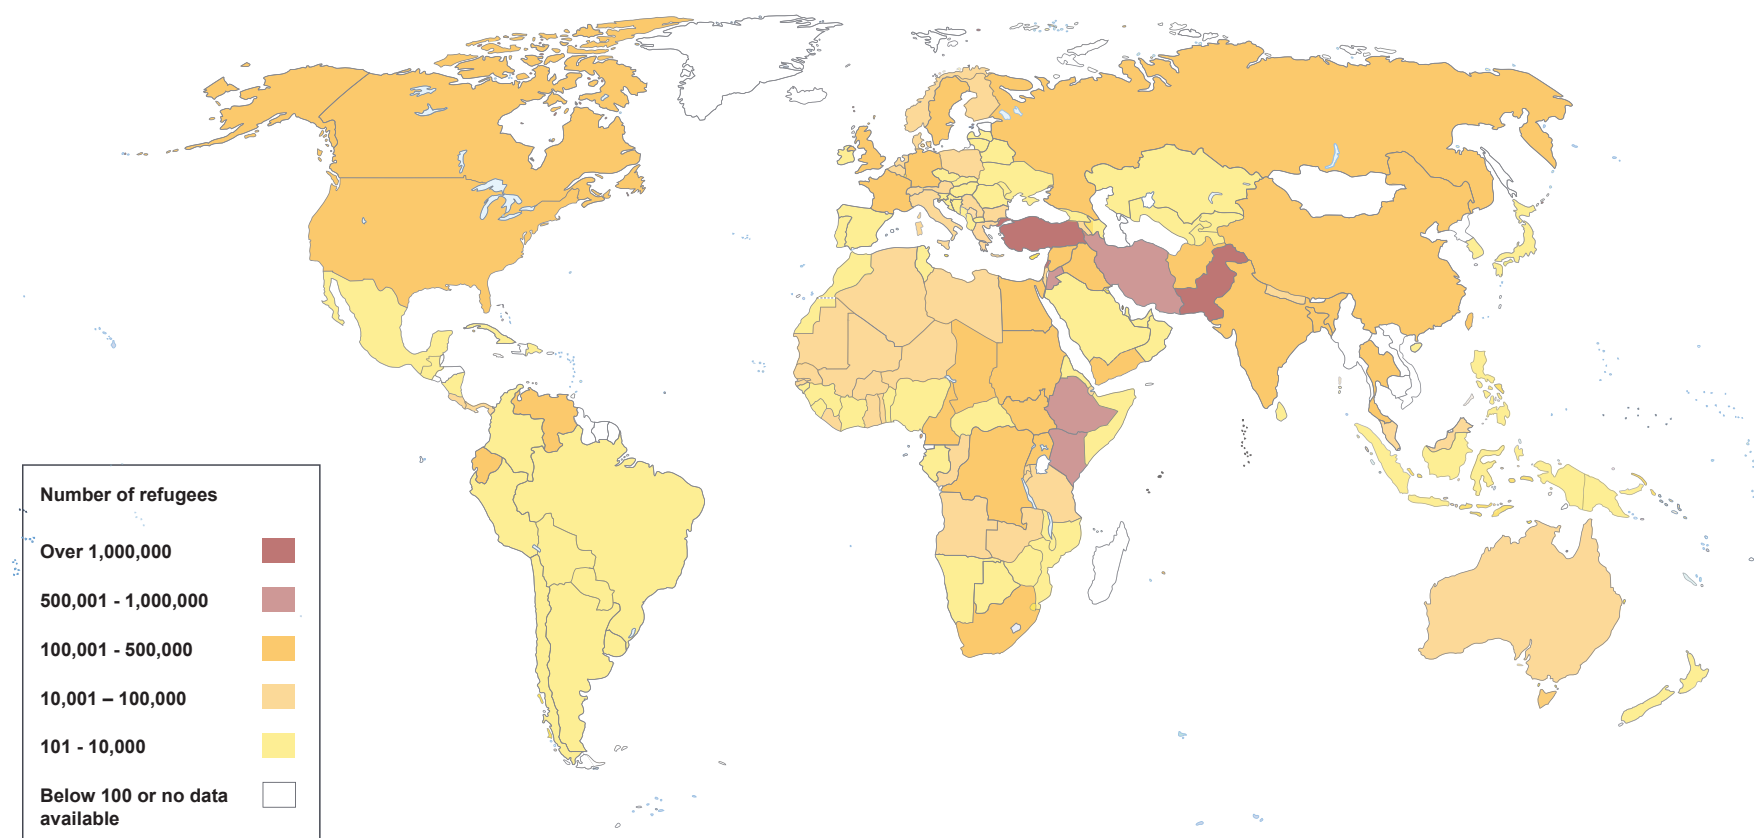 Number of refugees
Over 1,000,000
500,001 - 1,000,000
100,001 - 500,000
10,001 – 100,000
101 - 10,000
Below 100 or no data
available